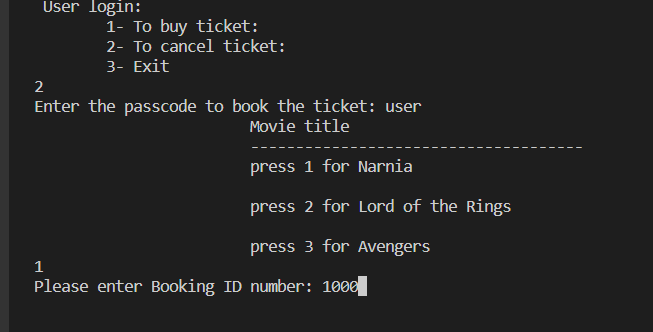 User login:
1- To buy ticket:
2- To cancel ticket:
3- Exit
2
Enter the passcode to book the ticket: user
Movie title
-------------------------------------
press 1 for Narnia
press 2 for Lord of the Rings
press 3 for Avengers
1
Please enter Booking ID number: 1000